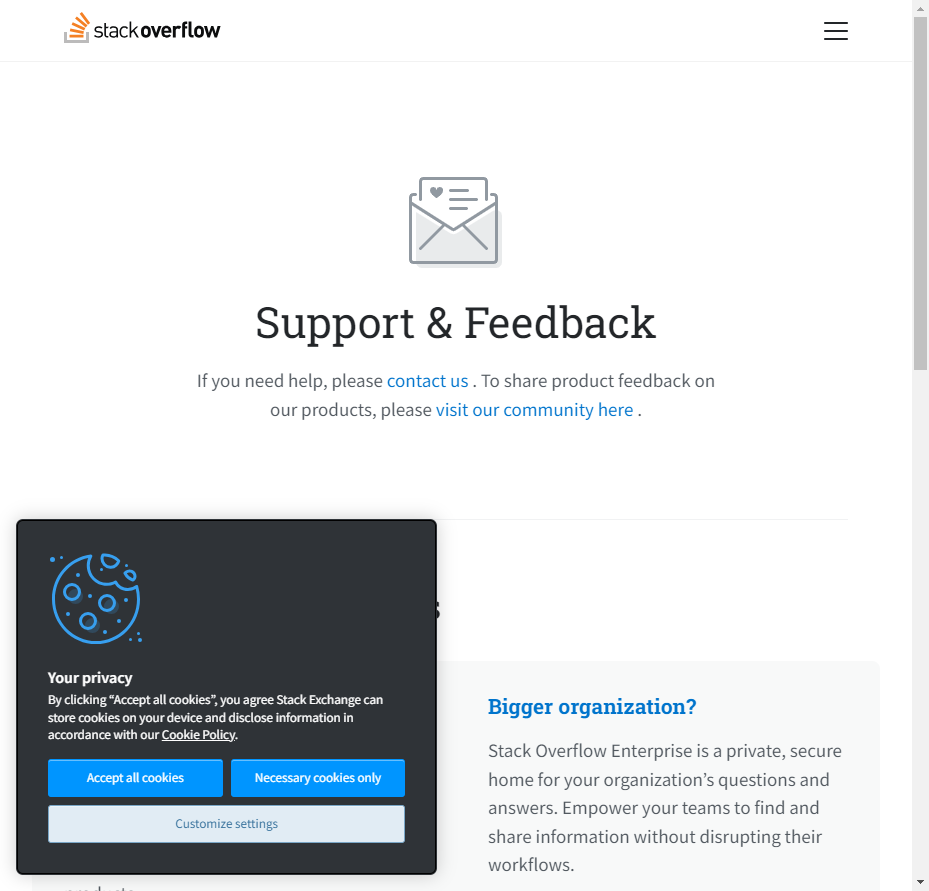 stackoverflow
Support & Feedback
If you need help, please contact us . To share product feedback on
our products, please visit our community here .
Your privacy
By clicking “Accept all cookies”, you agree Stack Exchange can
store cookies on your device and disclose information in
accordance with our Cookie Policy.
Accept all cookies
Necessary cookies only
Customize settings
Bigger organization?
Stack Overflow Enterprise is a private, secure
home for your organization’s questions and
answers. Empower your teams to find and
share information without disrupting their
workflows.